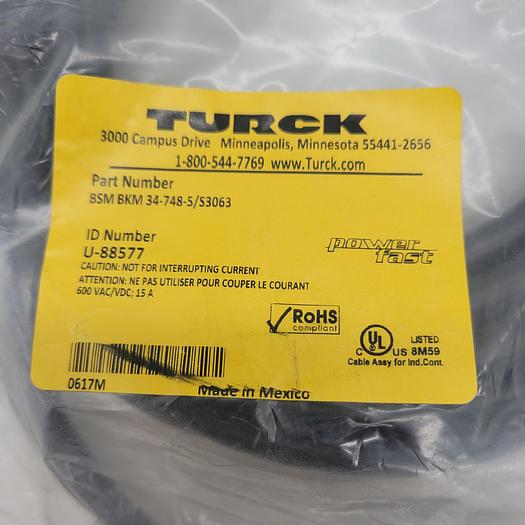 TURCK
3000 Campus Drive Minneapolis, Minnesota 55441-2656
1-800-544-7769 www.Turck.com
Part Number
BSM BKM 34-748-5/S3063
ID Number
U-88577
CAUTION: NOT FOR INTERRUPTING CURRENT
ATTENTION: NE PAS UTILISER POUR COUPER LE COURANT
600 VAC/VDC; 15 A
power fast
RoHS
compliant
C UL US LISTED 8M59
Cable Assy for Ind.Cont.
0617M
Made in Mexico